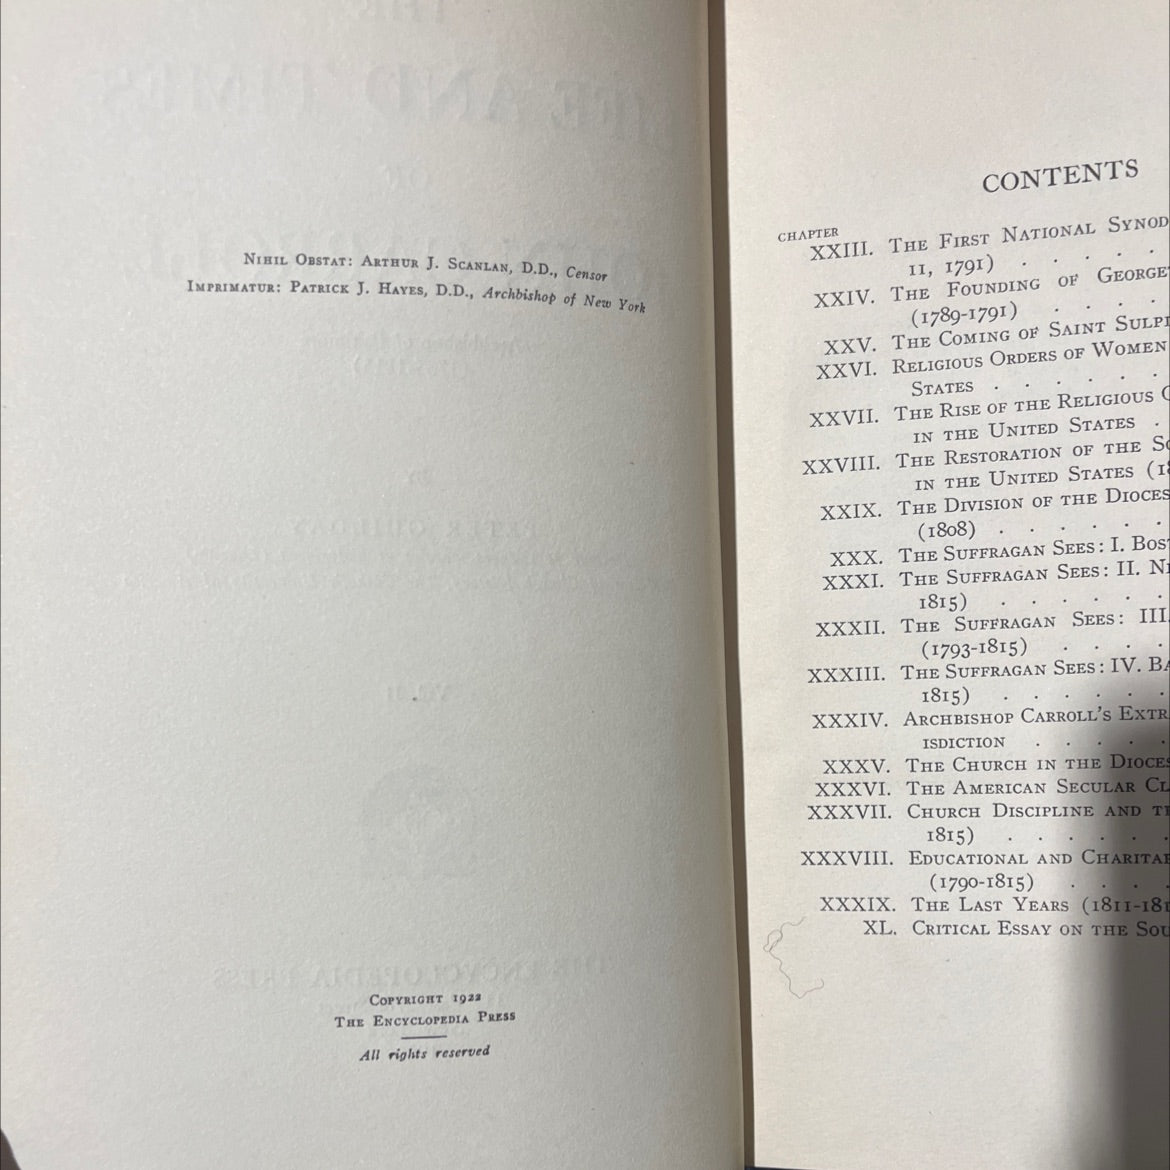 Nihil Obstat: Arthur J. Scanlan, D.D., Censor
Imprimatur: Patrick J. Hayes, D.D., Archbishop of New York
Copyright 1922
The Encyclopedia Press
All rights reserved
CONTENTS
CHAPTER
XXIII. The First National Synod
11, 1791) . . . . .
XXIV. The Founding of George
(1789-1791) . . .
XXV. The Coming of Saint Sulpi
XXVI. Religious Orders of Women
States . . . . . .
XXVII. The Rise of the Religious
in the United States .
XXVIII. The Restoration of the
in the United States
XXIX. The Division of the Dioces
(1808) . . . . . .
XXX. The Suffragan Sees: I. Bos
XXXI. The Suffragan Sees: II.
1815) . . . . . .
XXXII. The Suffragan Sees: III.
(1793-1815) . . . .
XXXIII. The Suffragan Sees: IV. Ba
1815) . . . . . .
XXXIV. Archbishop Carroll's Extr
isdiction . . . . .
XXXV. The Church in the Dioces
XXXVI. The American Secular Cl
XXXVII. Church Discipline and
1815) . . . . . .
XXXVIII. Educational and Charita
(1790-1815) . . . .
XXXIX. The Last Years (1811-181
XL. Critical Essay on the Sou